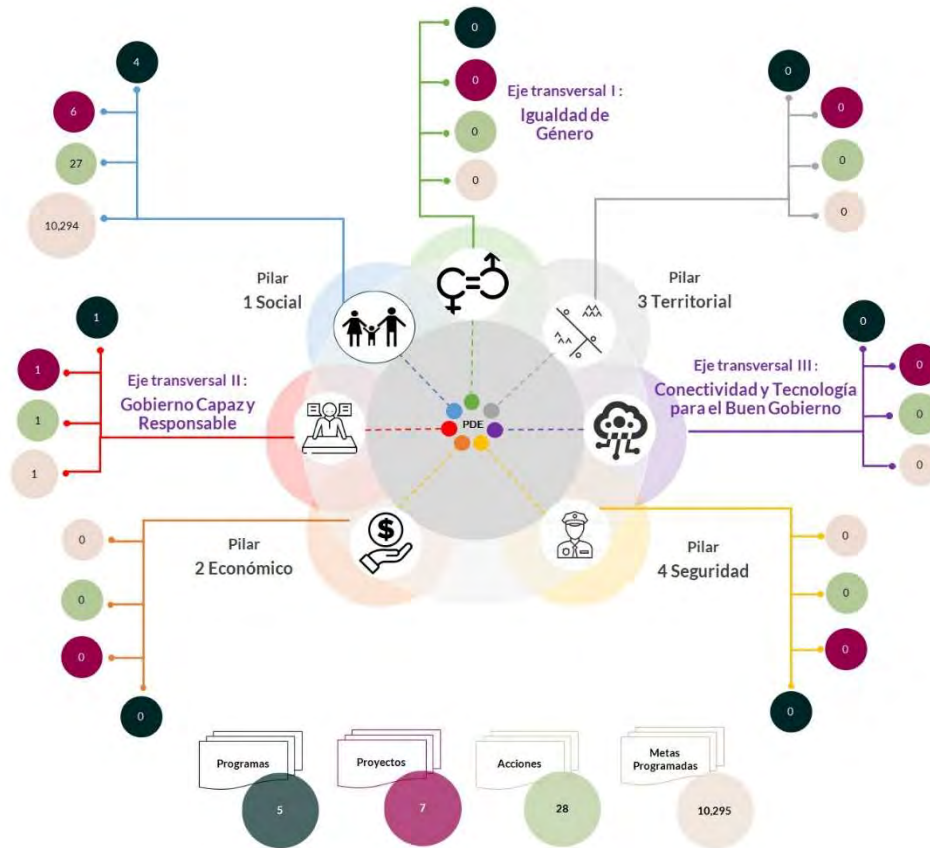 0
0
0
0
Eje transversal I :
Igualdad de
Género
4
6
27
10,294
0
0
0
0
Pilar
1 Social
Pilar
3 Territorial
1
1
1
1
Eje transversal II :
Gobierno Capaz y
Responsable
PDE
Eje transversal III :
Conectividad y Tecnología
para el Buen Gobierno
0
0
0
0
Pilar
2 Económico
0
0
0
0
$
Pilar
4 Seguridad
0
0
0
0
Programas
5
Proyectos
7
Acciones
28
Metas
Programadas
10,295